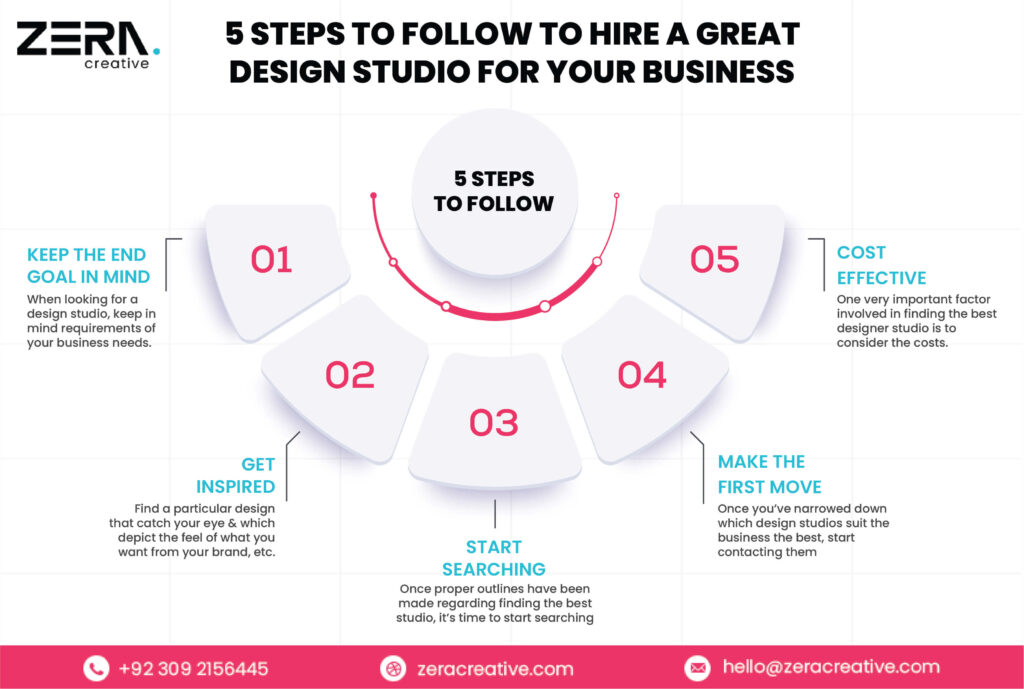 ZERA.
creative
5 STEPS TO FOLLOW TO HIRE A GREAT
DESIGN STUDIO FOR YOUR BUSINESS
5 STEPS
TO FOLLOW
01
KEEP THE END
GOAL IN MIND
When looking for a
design studio, keep in
mind requirements of
your business needs.
02
GET
INSPIRED
Find a particular design
that catch your eye & which
depict the feel of what you
want from your brand, etc.
03
START
SEARCHING
Once proper outlines have been
made regarding finding the best
studio, it's time to start searching
04
MAKE THE
FIRST MOVE
Once you've narrowed down
which design studios suit the
business the best, start
contacting them
05
COST
EFFECTIVE
One very important factor
involved in finding the best
designer studio is to
consider the costs.
+92 309 2156445
zeracreative.com
hello@zeracreative.com